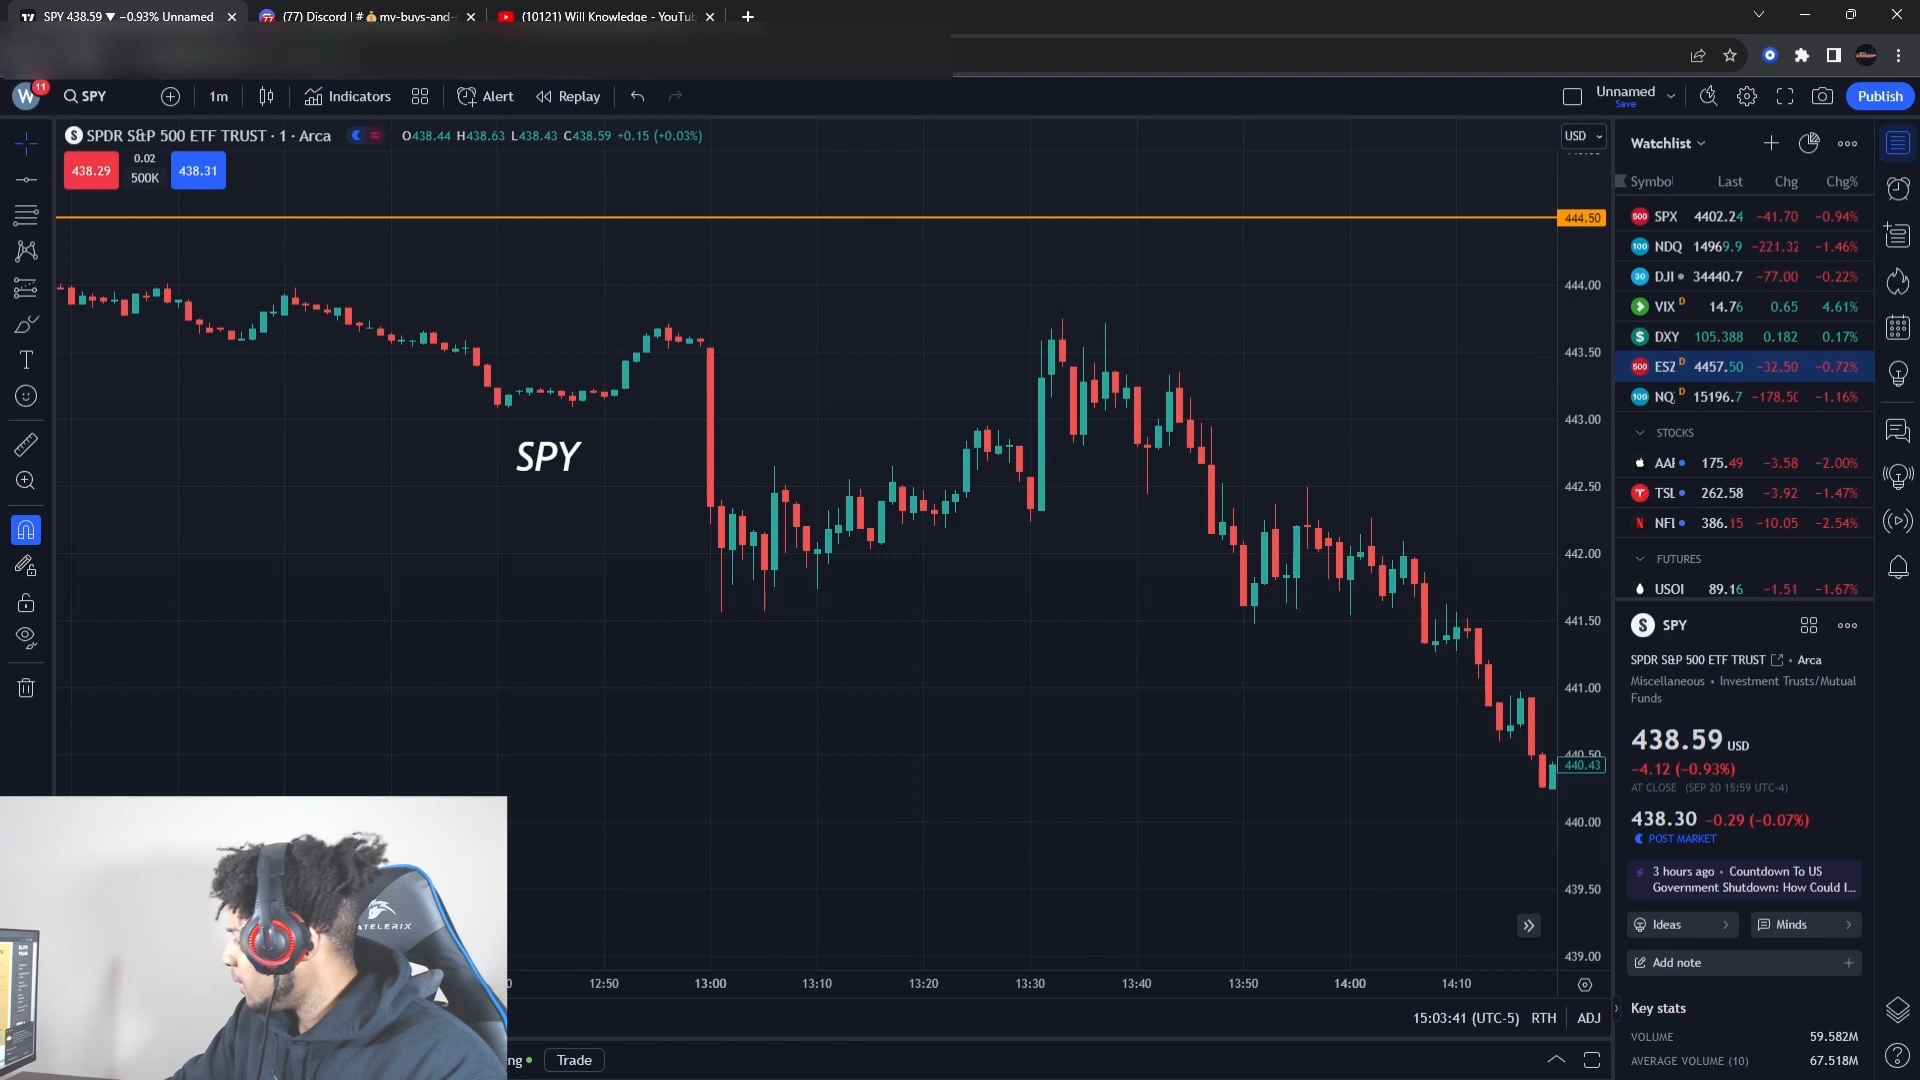 SPY 438.59 ▼ −0.93% Unnamed
(77) Discord | # 💰my-buys-and-s
(10121) Will Knowledge - YouTub
W
11
SPY
1m
Indicators
Alert
Replay
Unnamed
Save
Publish
SPDR S&P 500 ETF TRUST · 1 · Arca
O438.44 H438.63 L438.43 C438.59 +0.15 (+0.03%)
438.29
0.02
500K
438.31
USD
444.50
444.00
443.50
443.00
442.50
442.00
441.50
441.00
440.50
440.43
440.00
439.50
439.00
SPY
ATELERIX
12:50
13:00
13:10
13:20
13:30
13:40
13:50
14:00
14:10
15:03:41 (UTC-5)
RTH
ADJ
ng
Trade
Watchlist
Symbol Last Chg Chg%
500 SPX 4402.24 −41.70 −0.94%
100 NDQ 14969.9 −221.32 −1.46%
30 DJI 34440.7 −77.00 −0.22%
VIX D 14.76 0.65 4.61%
DXY 105.388 0.182 0.17%
500 ESZ D 4457.50 −32.50 −0.72%
100 NQ D 15196.7 −178.50 −1.16%
STOCKS
AAF 175.49 −3.58 −2.00%
TSL 262.58 −3.92 −1.47%
NFL 386.15 −10.05 −2.54%
FUTURES
USOI 89.16 −1.51 −1.67%
SPY
SPDR S&P 500 ETF TRUST • Arca
Miscellaneous • Investment Trusts/Mutual
Funds
438.59 USD
−4.12 (−0.93%)
AT CLOSE (SEP 20 15:59 UTC-4)
438.30 −0.29 (−0.07%)
POST MARKET
3 hours ago • Countdown To US
Government Shutdown: How Could I...
Ideas
Minds
Add note
Key stats
VOLUME 59.582M
AVERAGE VOLUME (10) 67.518M